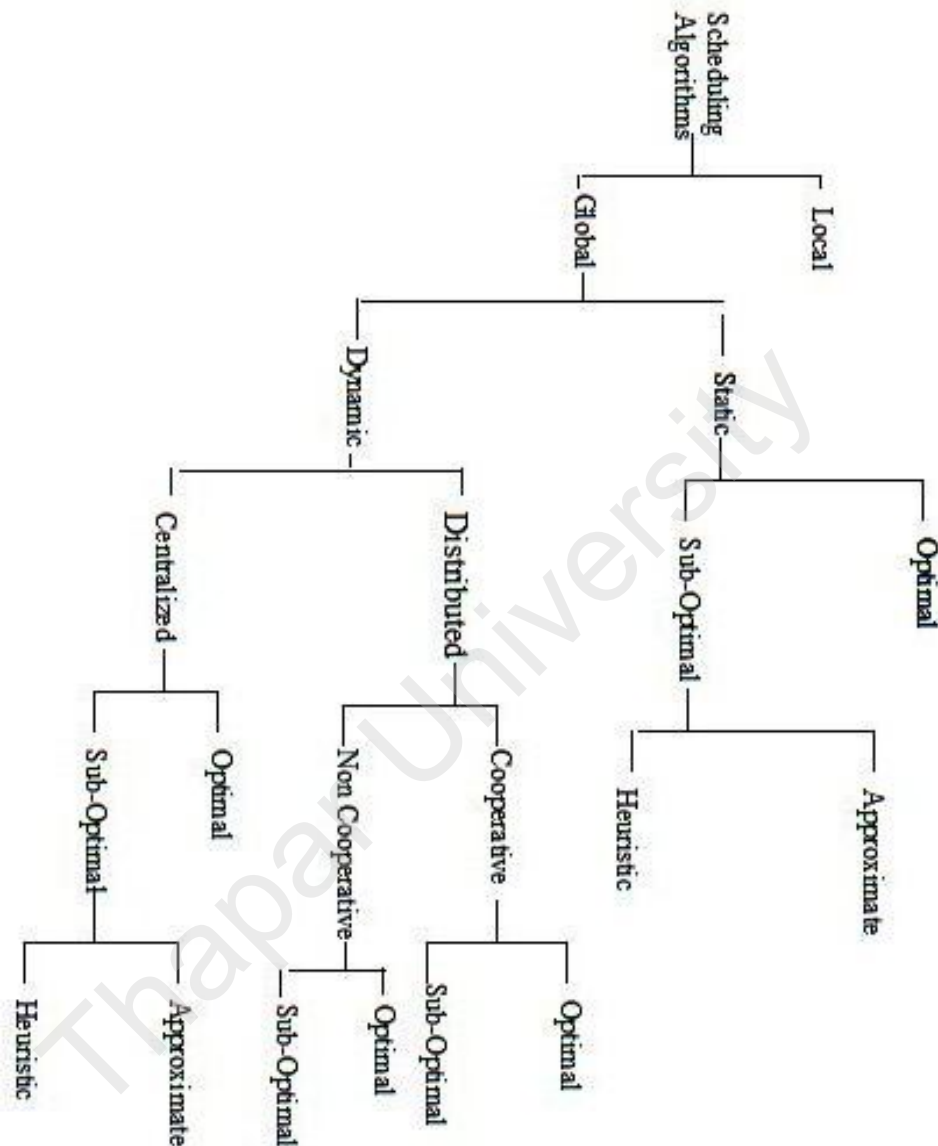 Scheduling
Algorithms
Local
Global
Static
Dynamic
Optimal
Sub-Optimal
Distributed
Centralized
Approximate
Heuristic
Cooperative
Non Cooperative
Optimal
Sub-Optimal
Optimal
Sub-Optimal
Optimal
Sub-Optimal
Approximate
Heuristic
Thapar University